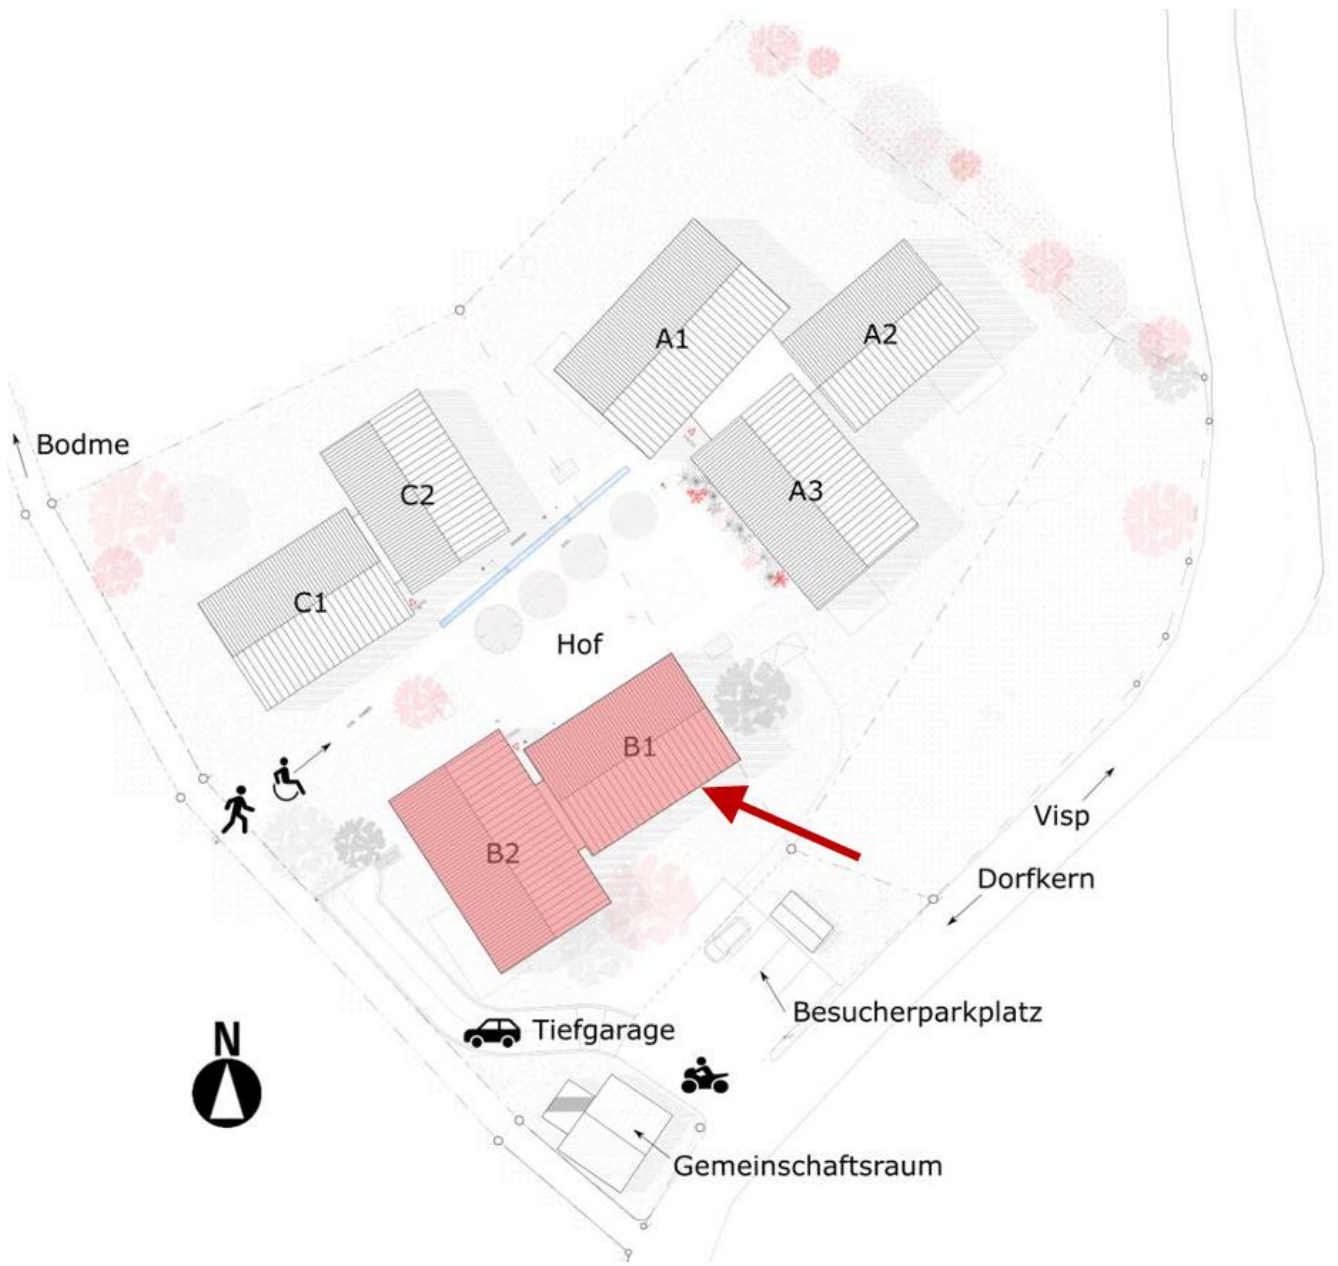 A1
A2
Bodme
C2
A3
C1
Hof
B1
Visp
B2
Dorfkern
Besucherparkplatz
N
Tiefgarage
Gemeinschaftsraum